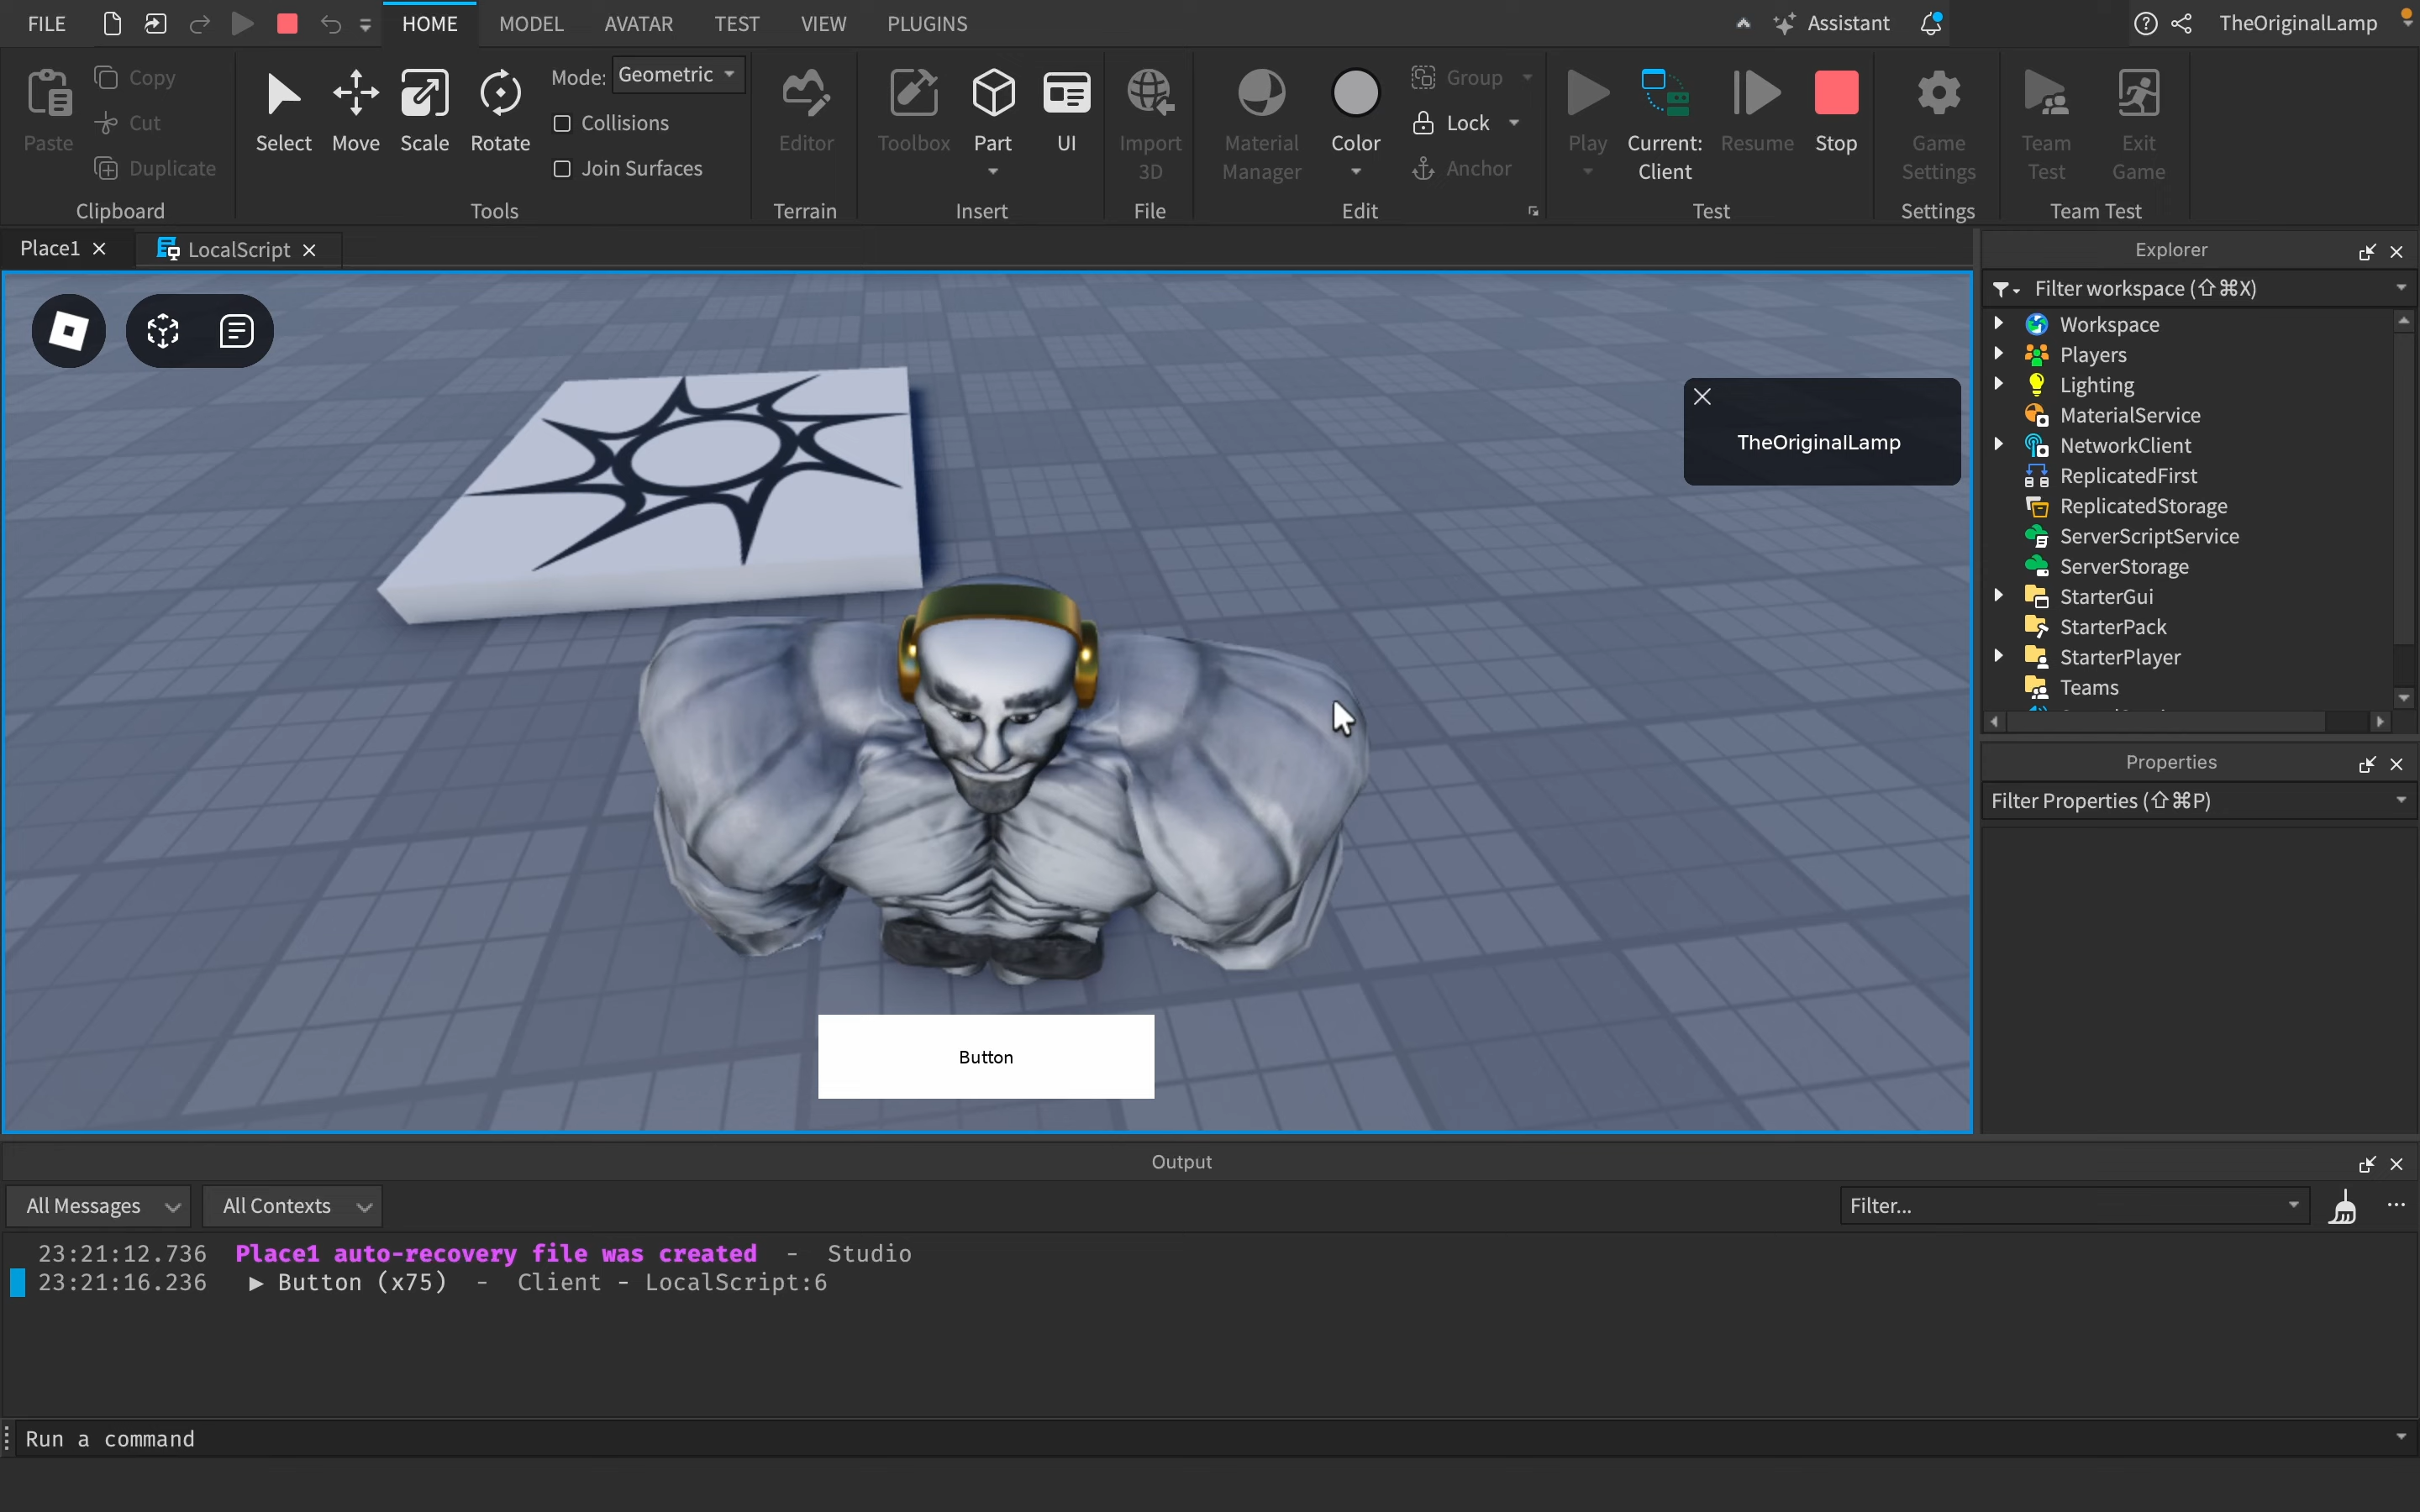 FILE
HOME
MODEL
AVATAR
TEST
VIEW
PLUGINS
Assistant
TheOriginalLamp
Paste
Copy
Cut
Duplicate
Clipboard
Select
Move
Scale
Rotate
Mode: Geometric
Collisions
Join Surfaces
Tools
Editor
Terrain
Toolbox
Part
UI
Insert
Import
3D
File
Material
Manager
Color
Group
Lock
Anchor
Edit
Play
Current:
Client
Resume
Stop
Test
Game
Settings
Settings
Team
Test
Exit
Game
Team Test
Place1
LocalScript
TheOriginalLamp
Button
Explorer
Filter workspace (⇧⌘X)
Workspace
Players
Lighting
MaterialService
NetworkClient
ReplicatedFirst
ReplicatedStorage
ServerScriptService
ServerStorage
StarterGui
StarterPack
StarterPlayer
Teams
Properties
Filter Properties (⇧⌘P)
Output
All Messages
All Contexts
Filter...
23:21:12.736 Place1 auto-recovery file was created - Studio
23:21:16.236 ▶ Button (x75) - Client - LocalScript:6
Run a command